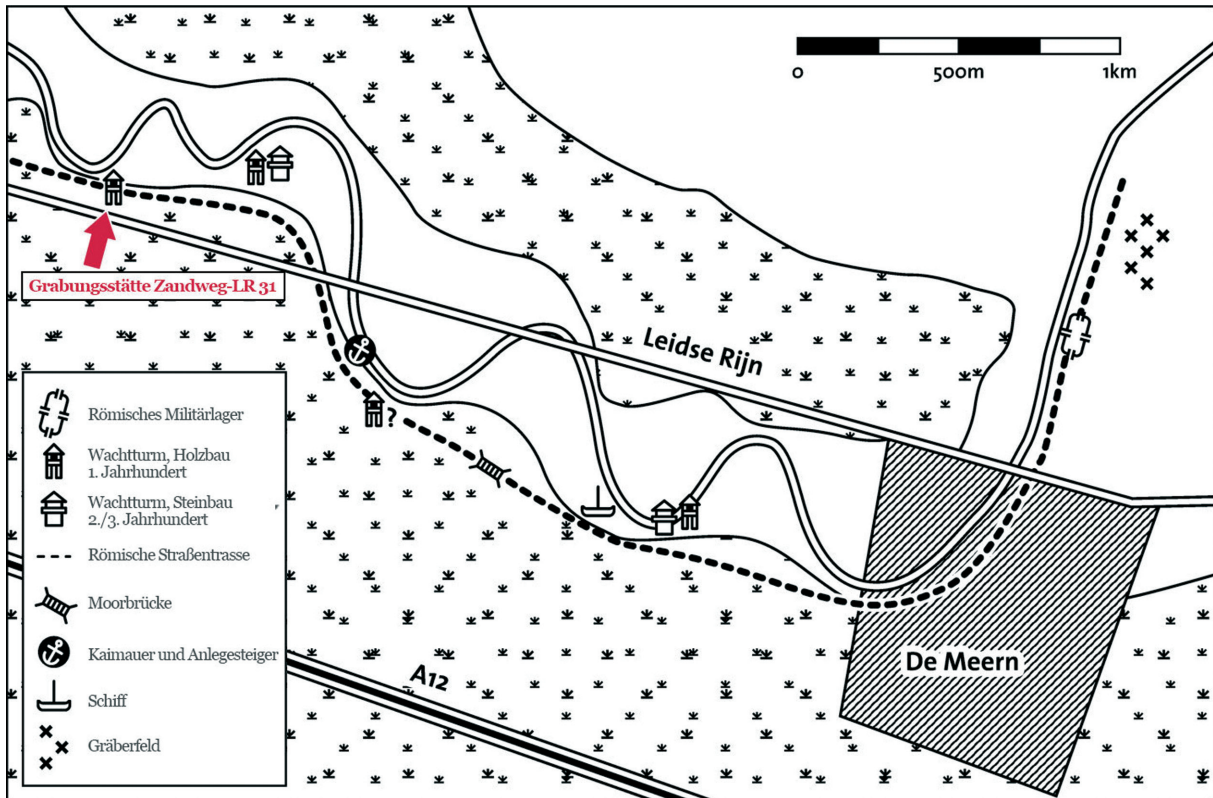 0 500m 1km
Grabungsstätte Zandweg-LR 31
Leidse Rijn
?
Römisches Militärlager
Wachtturm, Holzbau
1. Jahrhundert
Wachtturm, Steinbau
2./3. Jahrhundert
Römische Straßentrasse
Moorbrücke
Kaimauer und Anlegesteiger
Schiff
Gräberfeld
De Meern
A12